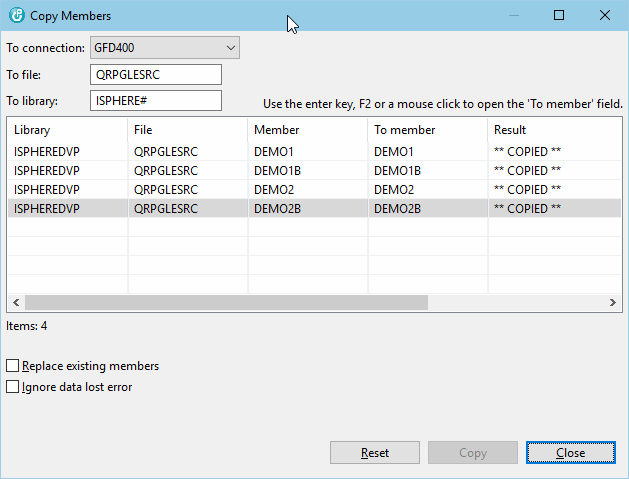 Copy Members
To connection: GFD400
To file: QRPGLESRC
To library: ISPHERE#
Use the enter key, F2 or a mouse click to open the 'To member' field.
Library File Member To member Result
ISPHEREDVP QRPGLESRC DEMO1 DEMO1 ** COPIED **
ISPHEREDVP QRPGLESRC DEMO1B DEMO1B ** COPIED **
ISPHEREDVP QRPGLESRC DEMO2 DEMO2 ** COPIED **
ISPHEREDVP QRPGLESRC DEMO2B DEMO2B ** COPIED **
Items: 4
Replace existing members
Ignore data lost error
Reset Copy Close